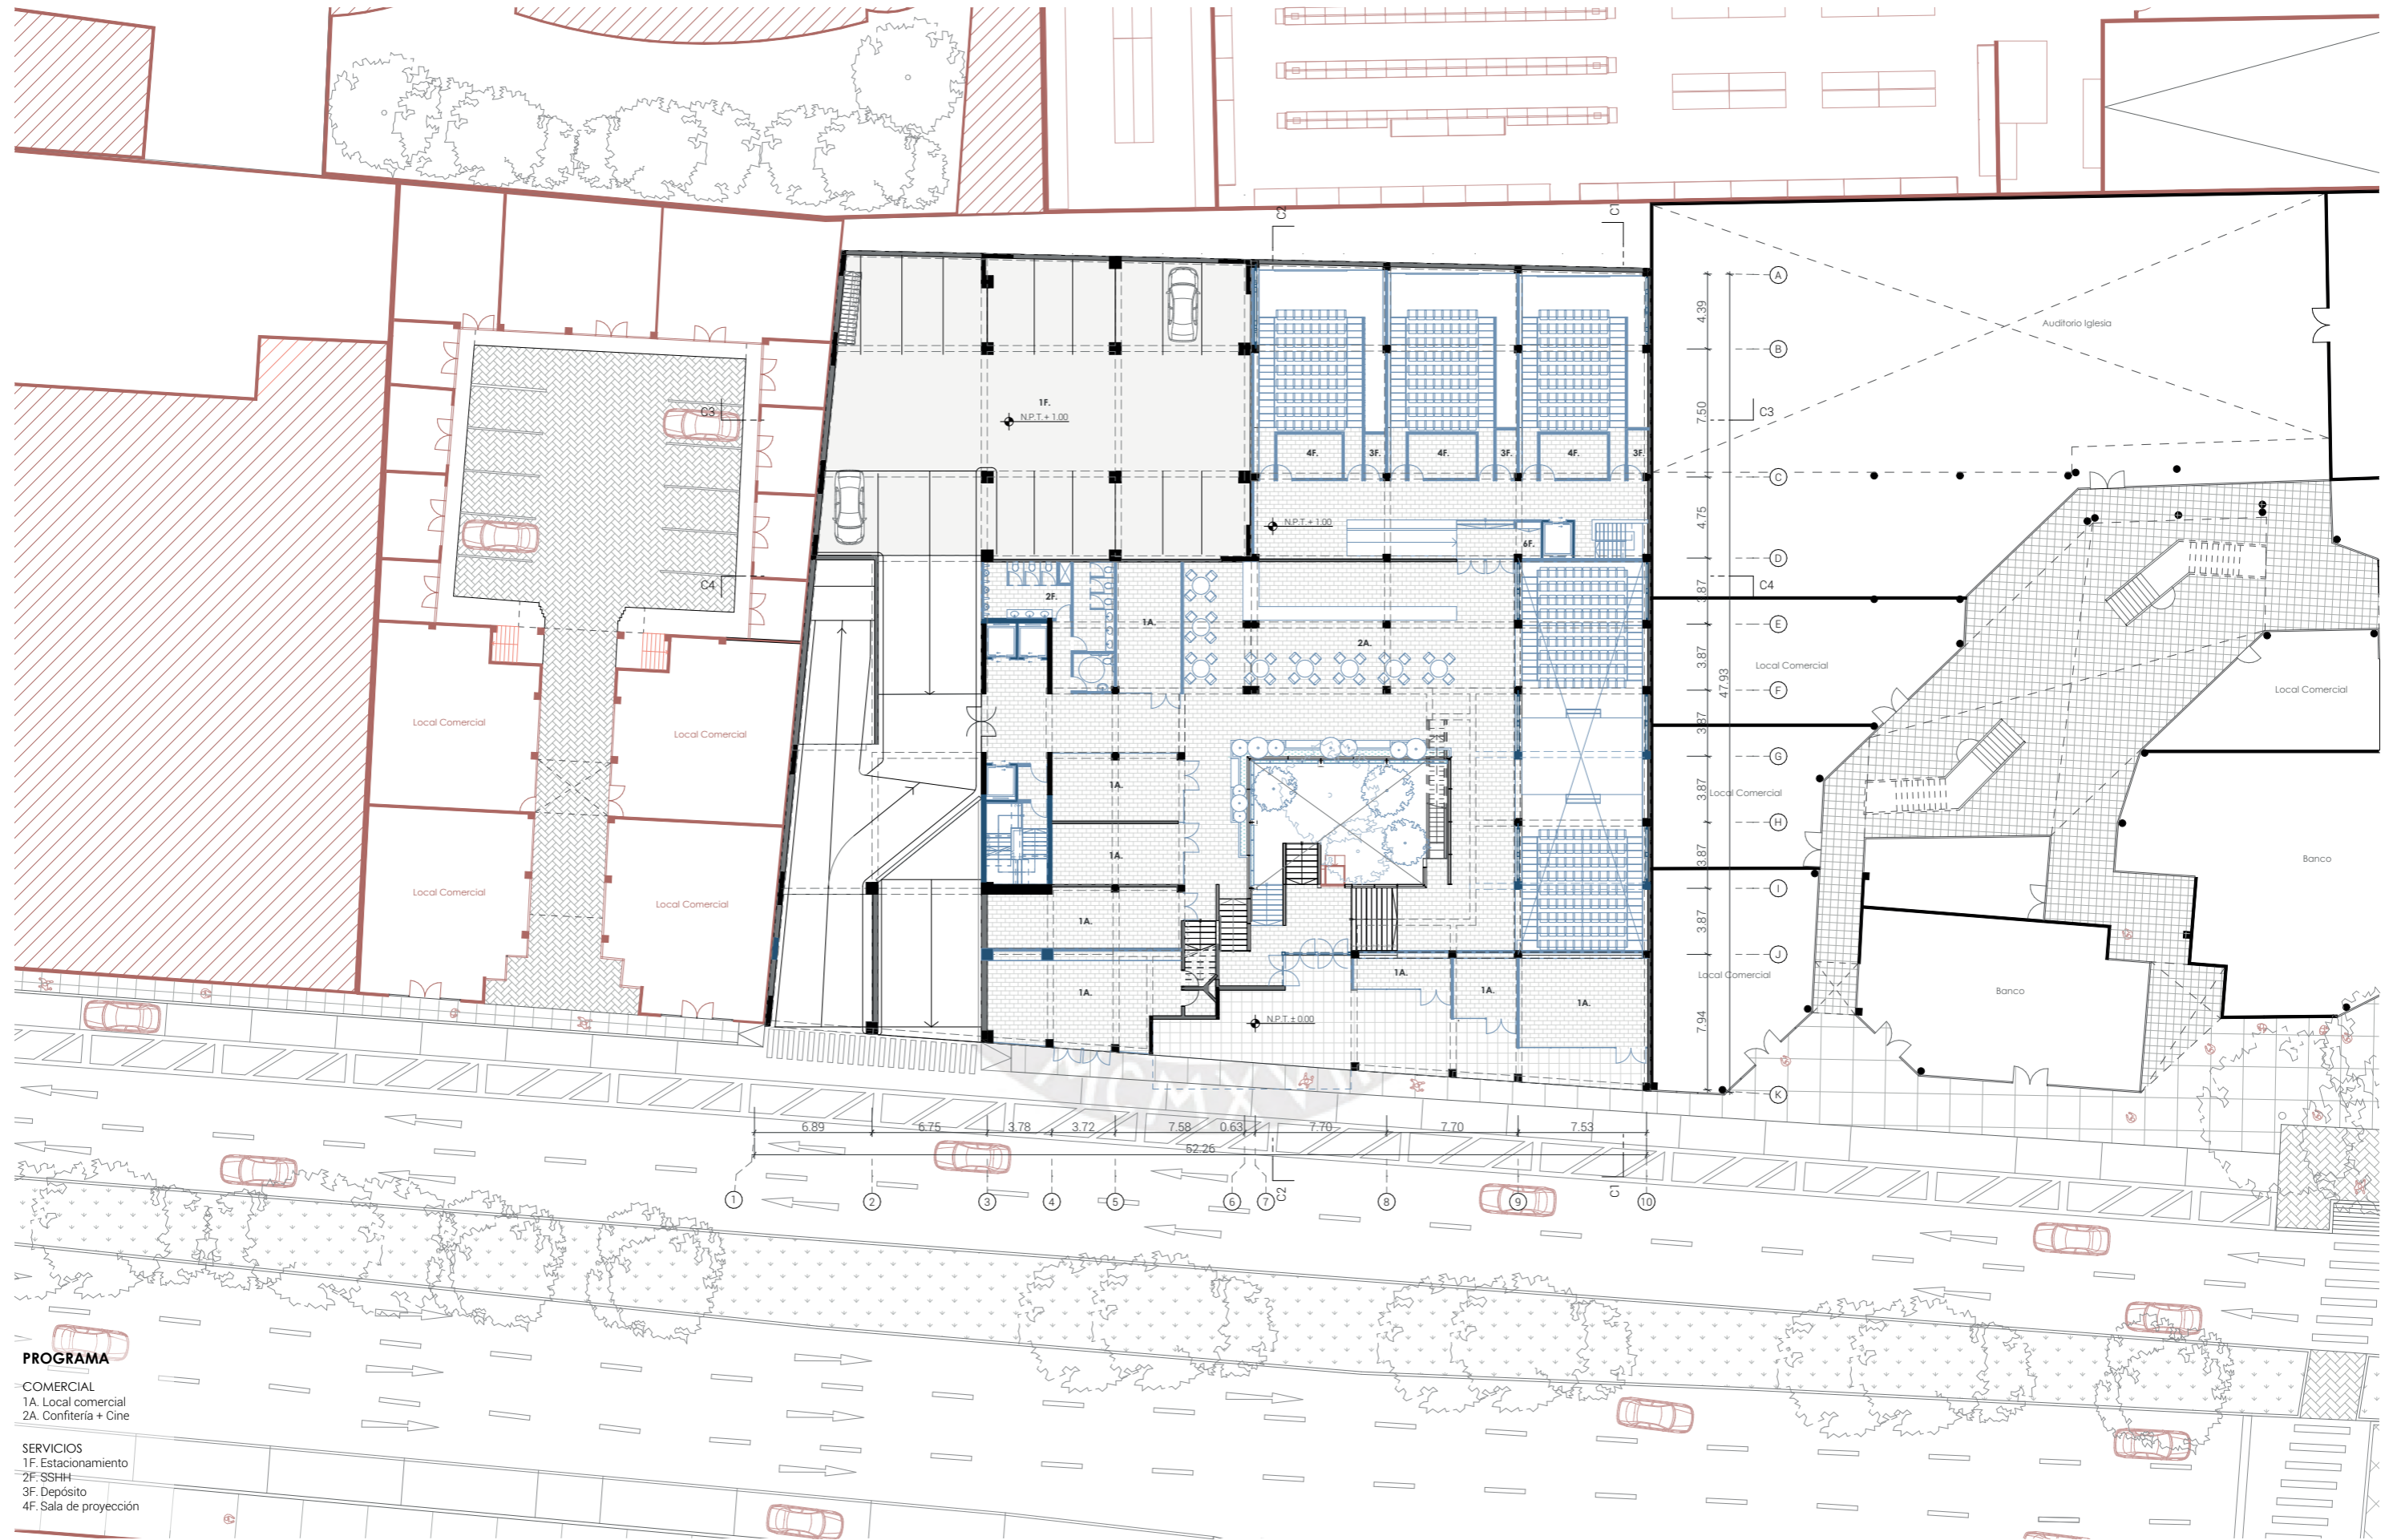 C2
C1
A
4.39
Auditorio Iglesia
B
1F.
N.P.T. + 1.00
7.50
C3
C3
4F.
3F.
4F.
3F.
4F.
3F.
C
4.75
N.P.T. + 1.00
6F.
D
C4
3.87
C4
2F.
1A.
E
2A.
3.87
Local Comercial
F
47.93
Local Comercial
Local Comercial
Local Comercial
3.87
G
1A.
3.87
Local Comercial
H
1A.
3.87
Banco
Local Comercial
Local Comercial
I
1A.
3.87
J
1A.
Local Comercial
1A.
1A.
1A.
Banco
N.P.T. ± 0.00
7.94
K
6.89
6.75
3.78
3.72
7.58
0.63
7.70
7.70
7.53
52.26
1
2
3
4
5
6
7
C2
8
9
C1
10
PROGRAMA
COMERCIAL
1A. Local comercial
2A. Confitería + Cine
SERVICIOS
1F. Estacionamiento
2F. SSHH
3F. Depósito
4F. Sala de proyección